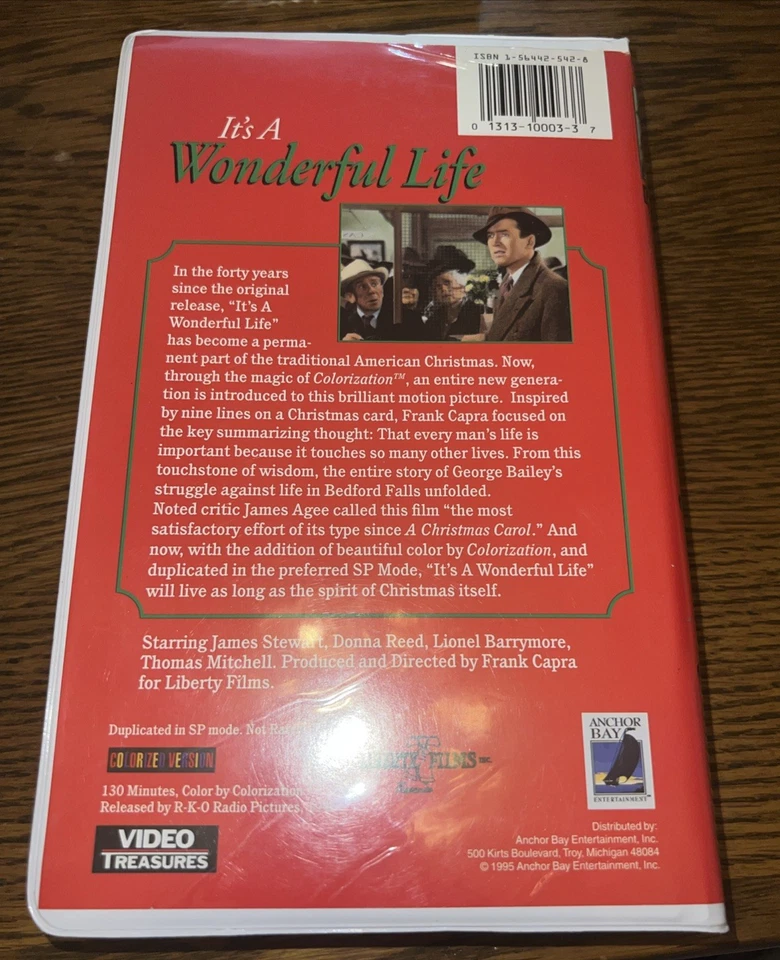 ISBN 1-56442-542-8
0 1313-10003-3 7
It's A
Wonderful Life
In the forty years
since the original
release, “It's A
Wonderful Life”
has become a perma-
nent part of the traditional American Christmas. Now,
through the magic of Colorization™, an entire new genera-
tion is introduced to this brilliant motion picture. Inspired
by nine lines on a Christmas card, Frank Capra focused on
the key summarizing thought: That every man's life is
important because it touches so many other lives. From this
touchstone of wisdom, the entire story of George Bailey's
struggle against life in Bedford Falls unfolded.
Noted critic James Agee called this film “the most
satisfactory effort of its type since A Christmas Carol.” And
now, with the addition of beautiful color by Colorization, and
duplicated in the preferred SP Mode, “It's A Wonderful Life”
will live as long as the spirit of Christmas itself.
Starring James Stewart, Donna Reed, Lionel Barrymore,
Thomas Mitchell. Produced and Directed by Frank Capra
for Liberty Films.
Duplicated in SP mode. Not
COLORIZED VERSION
FILMS INC.
130 Minutes, Color by Colorization
Released by R-K-O Radio Pictures,
VIDEO
TREASURES
ANCHOR
BAY
ENTERTAINMENT
Distributed by:
Anchor Bay Entertainment, Inc.
500 Kirts Boulevard, Troy, Michigan 48084
© 1995 Anchor Bay Entertainment, Inc.